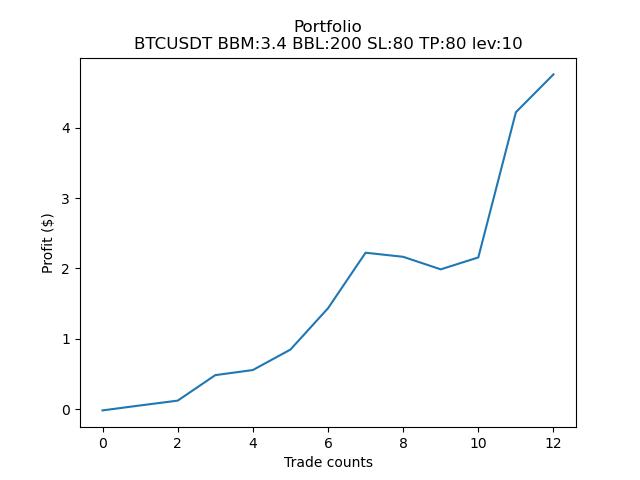 Portfolio
BTCUSDT BBM:3.4 BBL:200 SL:80 TP:80 lev:10
Profit ($)
4
3
2
1
0
0 2 4 6 8 10 12
Trade counts